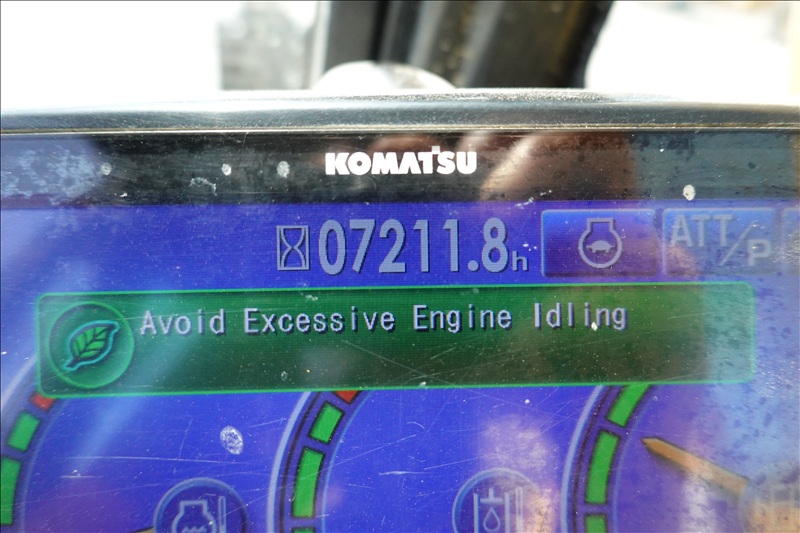 KOMATSU
07211.8h
ATT/P
Avoid Excessive Engine Idling